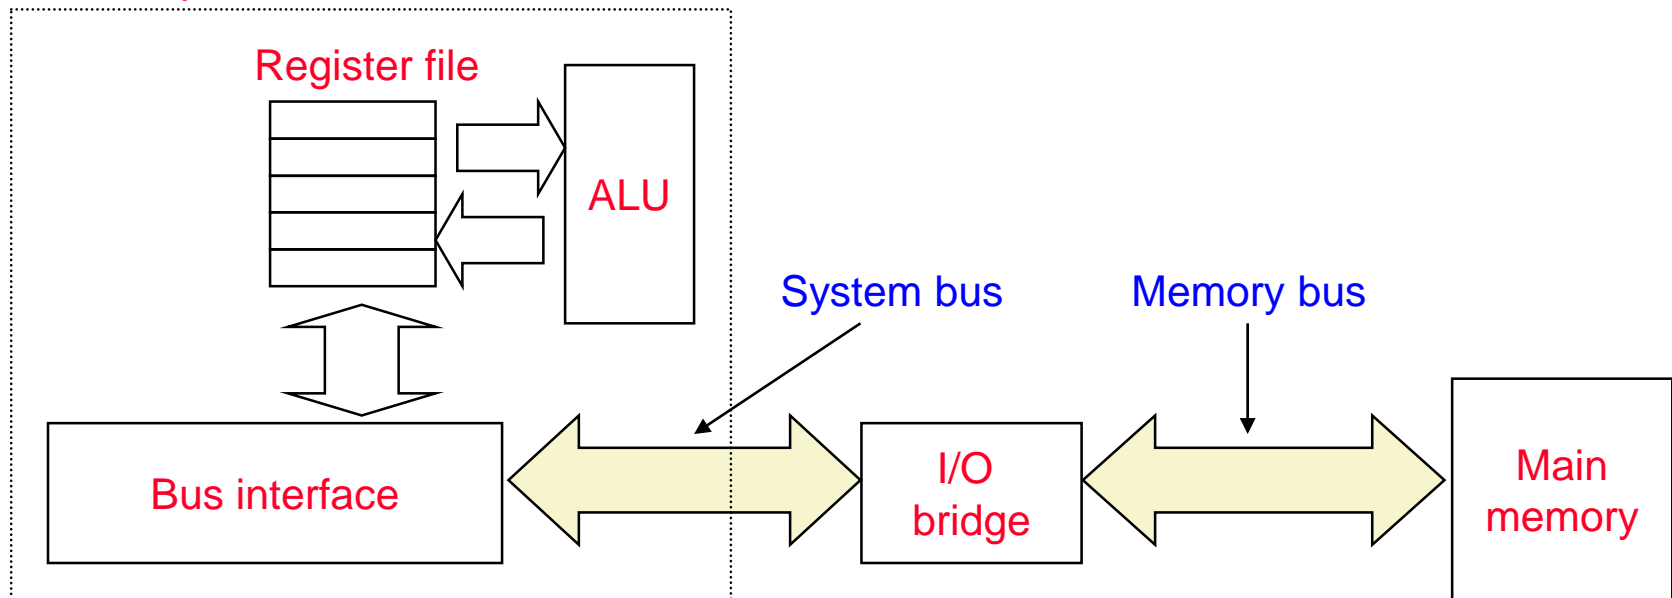 Register file
ALU
System bus
Memory bus
Bus interface
I/O
bridge
Main
memory